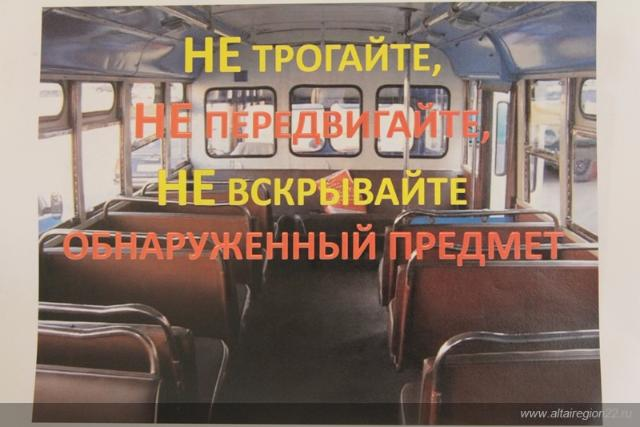 НЕ ТРОГАЙТЕ,
НЕ ПЕРЕДВИГАЙТЕ,
НЕ ВСКРЫВАЙТЕ
ОБНАРУЖЕННЫЙ ПРЕДМЕТ
www.altairegion22.ru